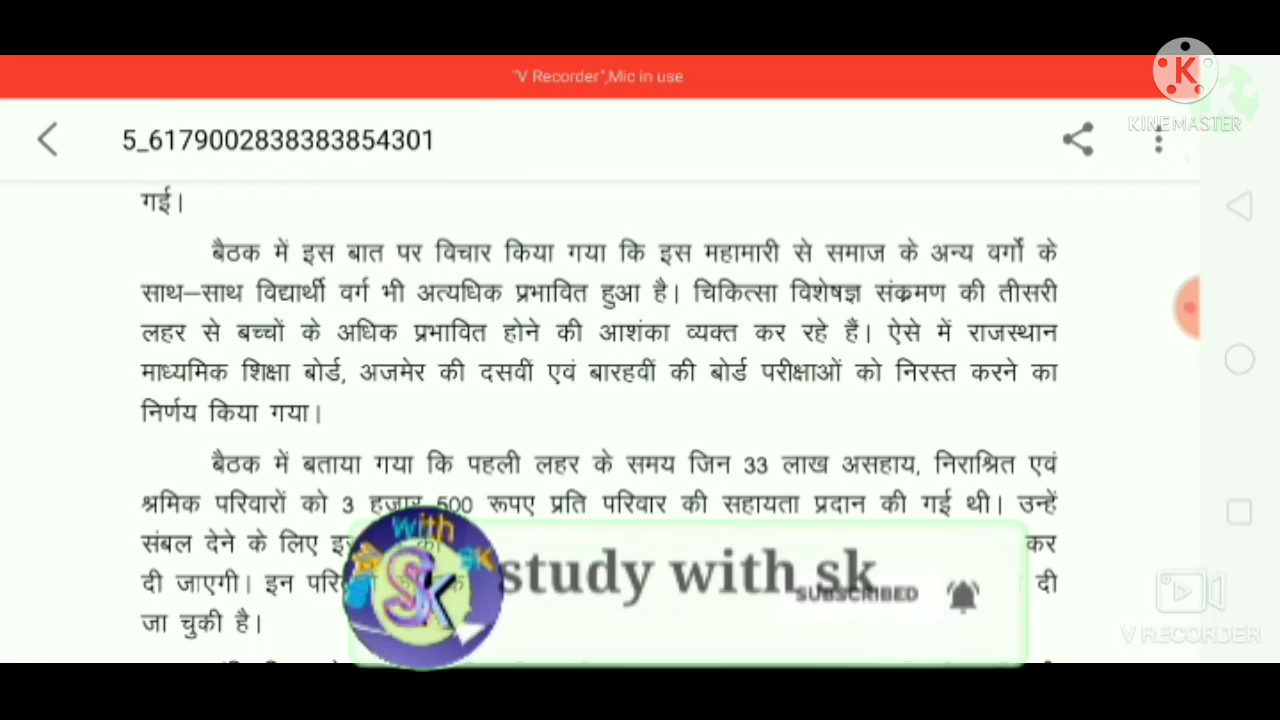 "V Recorder",Mic in use
KINEMASTER
5_6179002838383854301
गई।
बैठक में इस बात पर विचार किया गया कि इस महामारी से समाज के अन्य वर्गों के
साथ–साथ विद्यार्थी वर्ग भी अत्यधिक प्रभावित हुआ है। चिकित्सा विशेषज्ञ संक्रमण की तीसरी
लहर से बच्चों के अधिक प्रभावित होने की आशंका व्यक्त कर रहे हैं। ऐसे में राजस्थान
माध्यमिक शिक्षा बोर्ड, अजमेर की दसवीं एवं बारहवीं की बोर्ड परीक्षाओं को निरस्त करने का
निर्णय किया गया।
बैठक में बताया गया कि पहली लहर के समय जिन 33 लाख असहाय, निराश्रित एवं
श्रमिक परिवारों को 3 हजार 500 रूपए प्रति परिवार की सहायता प्रदान की गई थी। उन्हें
संबल देने के लिए कर
दी जाएगी। इन दी
जा चुकी है।
with SK
SK
study with sk
SUBSCRIBED
V RECORDER